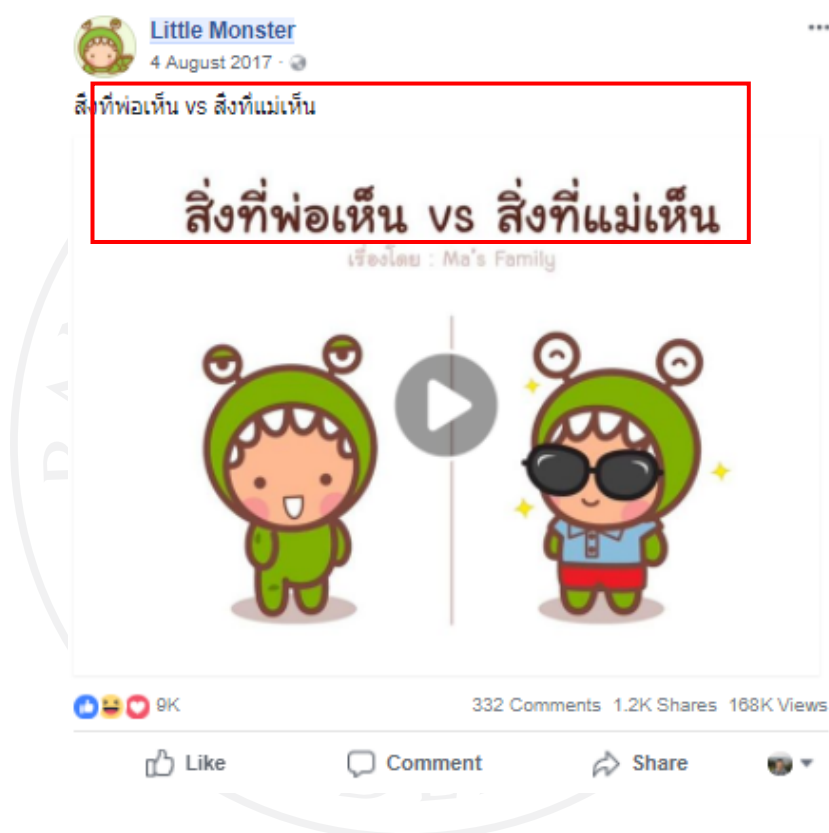 Little Monster
4 August 2017 ·
สิ่งที่พ่อเห็น vs สิ่งที่แม่เห็น
สิ่งที่พ่อเห็น vs สิ่งที่แม่เห็น
เรื่องโดย : Ma's Family
9K
332 Comments 1.2K Shares 168K Views
Like Comment Share